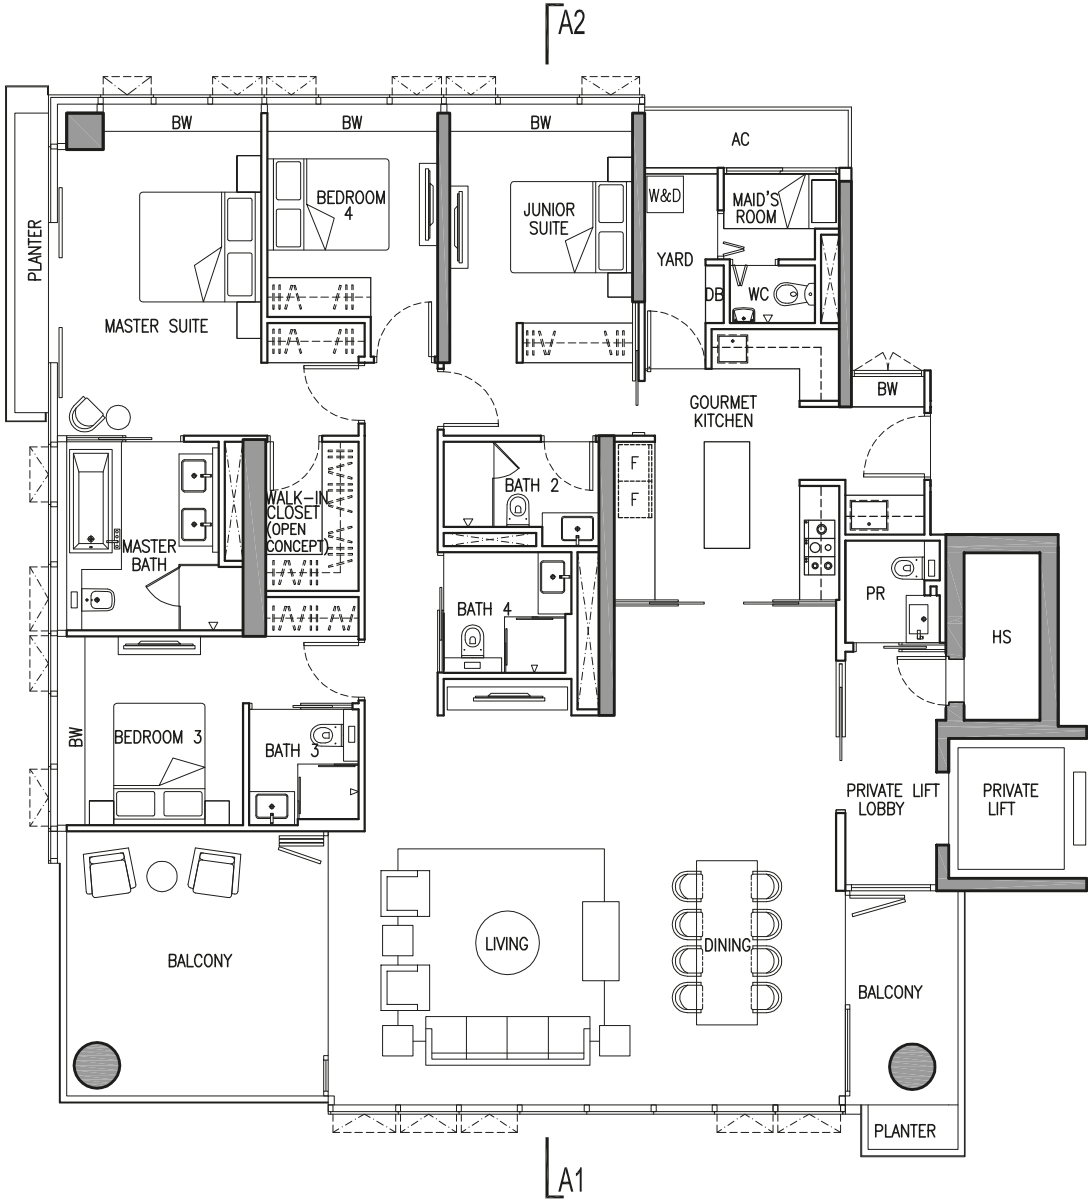 A2
BW
BW
BW
AC
BEDROOM
4
W&D
MAID'S
ROOM
JUNIOR
SUITE
PLANTER
YARD
DB
WC
MASTER SUITE
BW
GOURMET
KITCHEN
F
F
BATH 2
WALK-IN
CLOSET
(OPEN
CONCEPT)
MASTER
BATH
PR
BATH 4
HS
BW
BEDROOM 3
BATH 3
PRIVATE LIFT
LOBBY
PRIVATE
LIFT
LIVING
DINING
BALCONY
BALCONY
PLANTER
A1